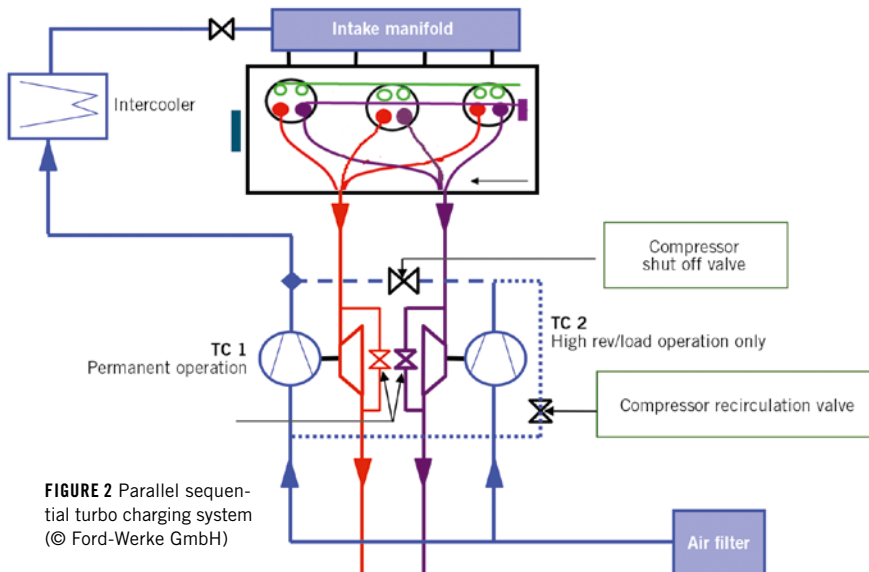 Intake manifold
Intercooler
Compressor
shut off valve
TC 1
Permanent operation
TC 2
High rev/load operation only
Compressor recirculation valve
FIGURE 2 Parallel sequen-
tial turbo charging system
(© Ford-Werke GmbH)
Air filter